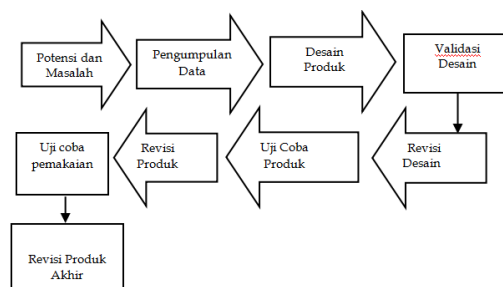 Potensi dan
Masalah
Pengumpulan
Data
Desain
Produk
Validasi
Desain
Revisi
Desain
Uji Coba
Produk
Revisi
Produk
Uji coba
pemakaian
Revisi Produk
Akhir